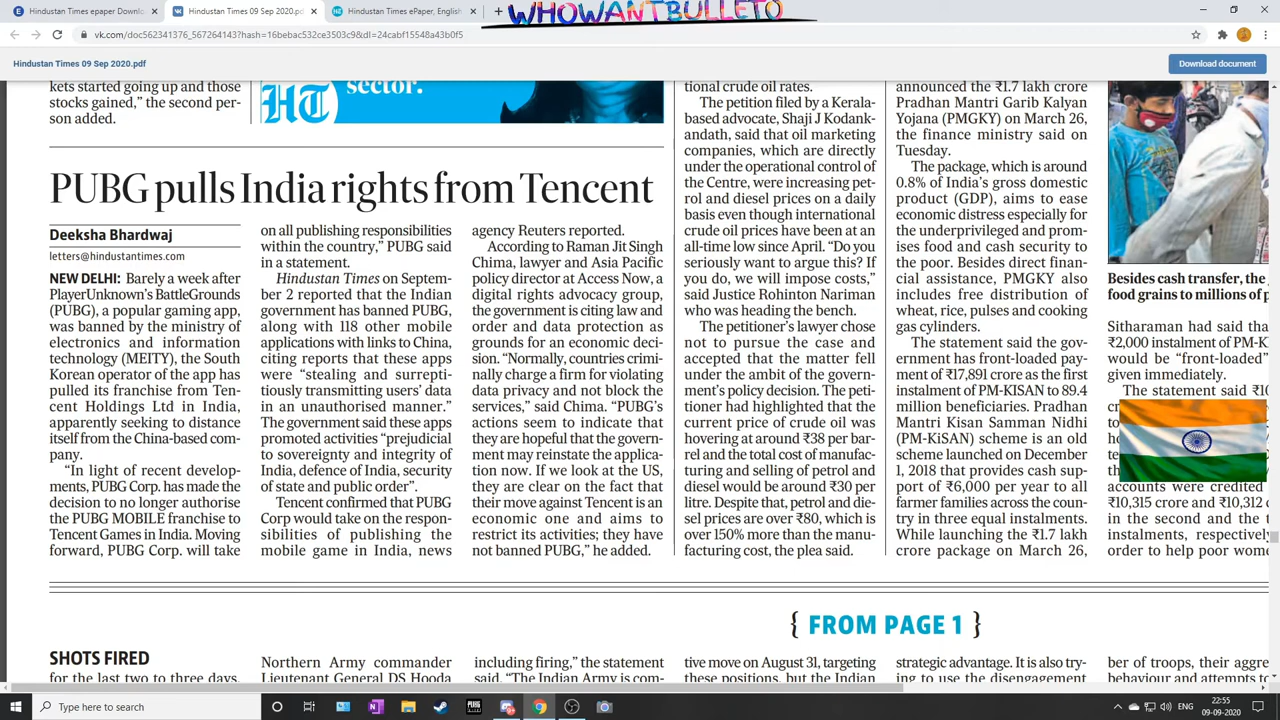 Hindustan Times epaper Downl
Hindustan Times 09 Sep 2020.pd
Hindustan Times ePaper, English
WHOWANTBULLETO
vk.com/doc562341376_567264143?hash=16bebac532ce3503c9&dl=24cabf15548a43b0f5
Hindustan Times 09 Sep 2020.pdf
Download document
kets started going up and those
stocks gained,” the second per-
son added.
HT
sector.
PUBG pulls India rights from Tencent
Deeksha Bhardwaj
letters@hindustantimes.com
NEW DELHI: Barely a week after
PlayerUnknown’s BattleGrounds
(PUBG), a popular gaming app,
was banned by the ministry of
electronics and information
technology (MEITY), the South
Korean operator of the app has
pulled its franchise from Ten-
cent Holdings Ltd in India,
apparently seeking to distance
itself from the China-based com-
pany.
“In light of recent develop-
ments, PUBG Corp. has made the
decision to no longer authorise
the PUBG MOBILE franchise to
Tencent Games in India. Moving
forward, PUBG Corp. will take
on all publishing responsibilities
within the country,” PUBG said
in a statement.
Hindustan Times on Septem-
ber 2 reported that the Indian
government has banned PUBG,
along with 118 other mobile
applications with links to China,
citing reports that these apps
were “stealing and surrepti-
tiously transmitting users’ data
in an unauthorised manner.”
The government said these apps
promoted activities “prejudicial
to sovereignty and integrity of
India, defence of India, security
of state and public order”.
Tencent confirmed that PUBG
Corp would take on the respon-
sibilities of publishing the
mobile game in India, news
agency Reuters reported.
According to Raman Jit Singh
Chima, lawyer and Asia Pacific
policy director at Access Now, a
digital rights advocacy group,
the government is citing law and
order and data protection as
grounds for an economic deci-
sion. “Normally, countries crimi-
nally charge a firm for violating
data privacy and not block the
services,” said Chima. “PUBG’s
actions seem to indicate that
they are hopeful that the govern-
ment may reinstate the applica-
tion now. If we look at the US,
they are clear on the fact that
their move against Tencent is an
economic one and aims to
restrict its activities; they have
not banned PUBG,” he added.
tional crude oil rates.
The petition filed by a Kerala-
based advocate, Shaji J Kodank-
andath, said that oil marketing
companies, which are directly
under the operational control of
the Centre, were increasing pet-
rol and diesel prices on a daily
basis even though international
crude oil prices have been at an
all-time low since April. “Do you
seriously want to argue this? If
you do, we will impose costs,”
said Justice Rohinton Nariman
who was heading the bench.
The petitioner’s lawyer chose
not to pursue the case and
accepted that the matter fell
under the ambit of the govern-
ment’s policy decision. The peti-
tioner had highlighted that the
current price of crude oil was
hovering at around ₹38 per bar-
rel and the total cost of manufac-
turing and selling of petrol and
diesel would be around ₹30 per
litre. Despite that, petrol and die-
sel prices are over ₹80, which is
over 150% more than the manu-
facturing cost, the plea said.
announced the ₹1.7 lakh crore
Pradhan Mantri Garib Kalyan
Yojana (PMGKY) on March 26,
the finance ministry said on
Tuesday.
The package, which is around
0.8% of India’s gross domestic
product (GDP), aims to ease
economic distress especially for
the underprivileged and prom-
ises food and cash security to
the poor. Besides direct finan-
cial assistance, PMGKY also
includes free distribution of
wheat, rice, pulses and cooking
gas cylinders.
The statement said the gov-
ernment has front-loaded pay-
ment of ₹17,891 crore as the first
instalment of PM-KISAN to 89.4
million beneficiaries. Pradhan
Mantri Kisan Samman Nidhi
(PM-KiSAN) scheme is an old
scheme launched on December
1, 2018 that provides cash sup-
port of ₹6,000 per year to all
farmer families across the coun-
try in three equal instalments.
While launching the ₹1.7 lakh
crore package on March 26,
Besides cash transfer, the
food grains to millions of p
Sitharaman had said tha
₹2,000 instalment of PM-K
would be “front-loaded”
given immediately.
The statement said ₹10
accounts were credited
₹10,315 crore and ₹10,312 c
in the second and the t
instalments, respectively
order to help poor wome
{ FROM PAGE 1 }
SHOTS FIRED
for the last two to three days,
Northern Army commander
Lieutenant General DS Hooda
including firing,” the statement
said. “The Indian Army is com-
tive move on August 31, targeting
these positions, but the Indian
strategic advantage. It is also try-
ing to use the disengagement
ber of troops, their aggre
behaviour and attempts to
Type here to search
PUBG
ENG
22:55
09-09-2020